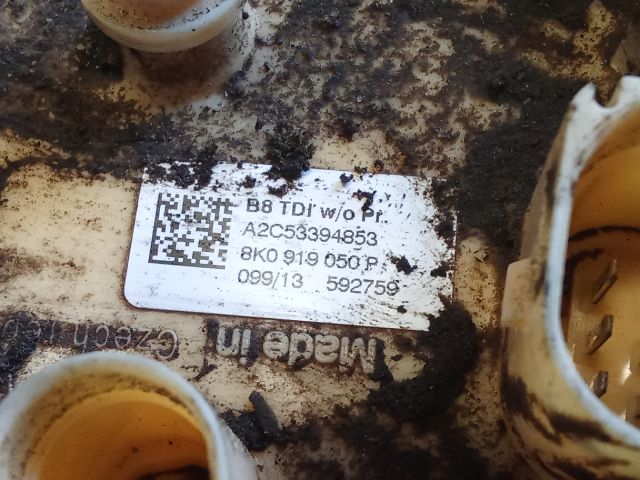 B8 TDI w/o Pr.
A2C53394853
8K0 919 050 P
099/13 592759
Made in
Czech